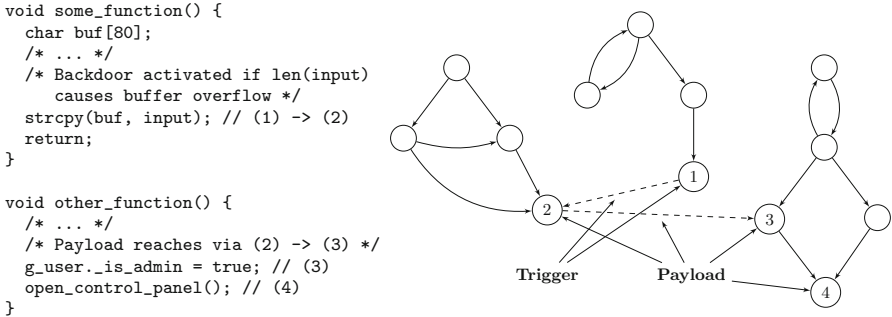 void some_function() {
  char buf[80];
  /* ... */
  /* Backdoor activated if len(input)
     causes buffer overflow */
  strcpy(buf, input); // (1) -> (2)
  return;
}
void other_function() {
  /* ... */
  /* Payload reaches via (2) -> (3) */
  g_user._is_admin = true; // (3)
  open_control_panel(); // (4)
}
1
2
3
Trigger
Payload
4